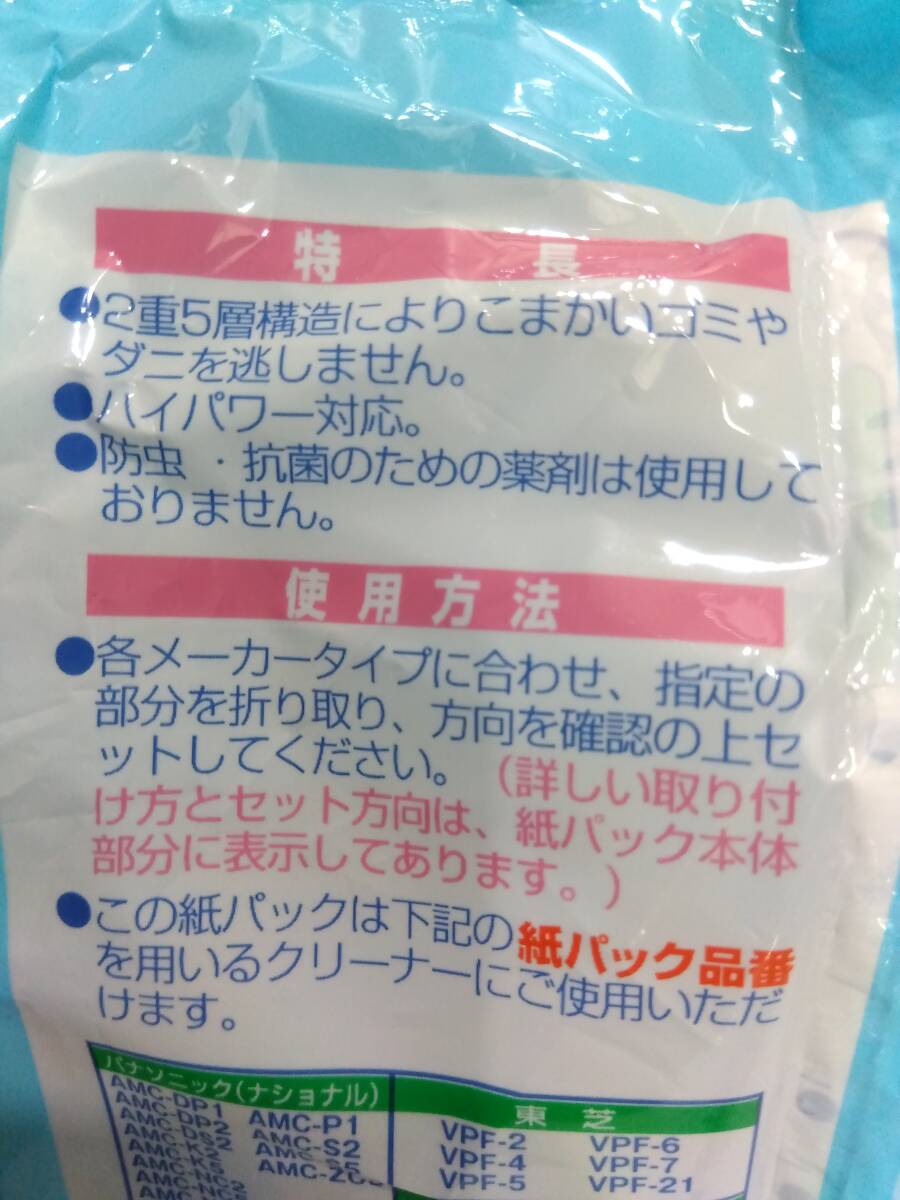 特長
●2重5層構造によりこまかいゴミや
ダニを逃しません。
●ハイパワー対応。
●防虫・抗菌のための薬剤は使用して
おりません。
使用方法
●各メーカータイプに合わせ、指定の
部分を折り取り、方向を確認の上セ
ットしてください。(詳しい取り付
け方とセット方向は、紙パック本体
部分に表示してあります。)
●この紙パックは下記の紙パック品番
を用いるクリーナーにご使用いただ
けます。
パナソニック(ナショナル)
AMC-DP1
AMC-DP2
AMC-P1
AMC-S2
東芝
VPF-2
VPF-4
VPF-5
VPF-6
VPF-7
VPF-21